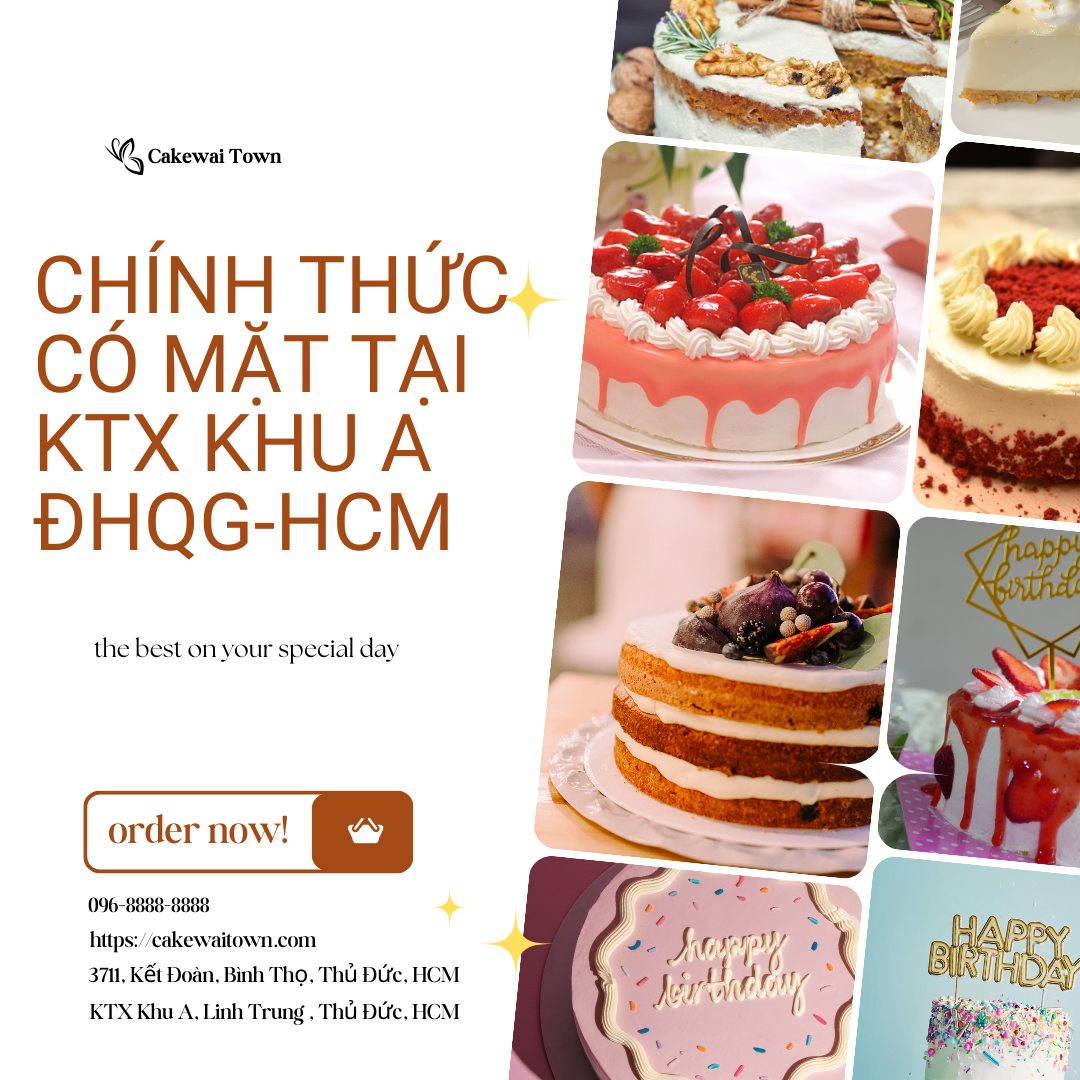 Cakewai Town
CHÍNH THỨC
CÓ MẶT TẠI
KTX KHU A
ĐHQG-HCM
the best on your special day
order now!
096-8888-8888
https://cakewaitown.com
3711, Kết Đoàn, Bình Thọ, Thủ Đức, HCM
KTX Khu A, Linh Trung , Thủ Đức, HCM
happy
happy
birthday
HAPPY
BIRTHDAY